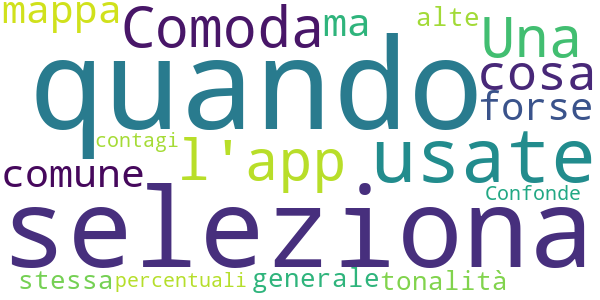 mappa
Comoda
ma
alte
Una
quando
cosa
forse
contagi
l'app
usate
comune
seleziona
Confonde
stessa
percentuali
generale
tonalità